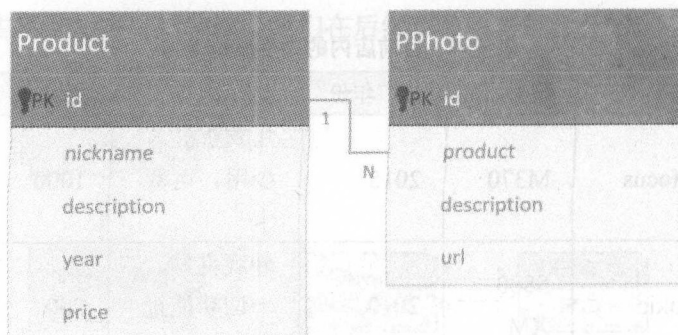 Product
PK id
nickname
description
year
price
1
N
PPhoto
PK id
product
description
url